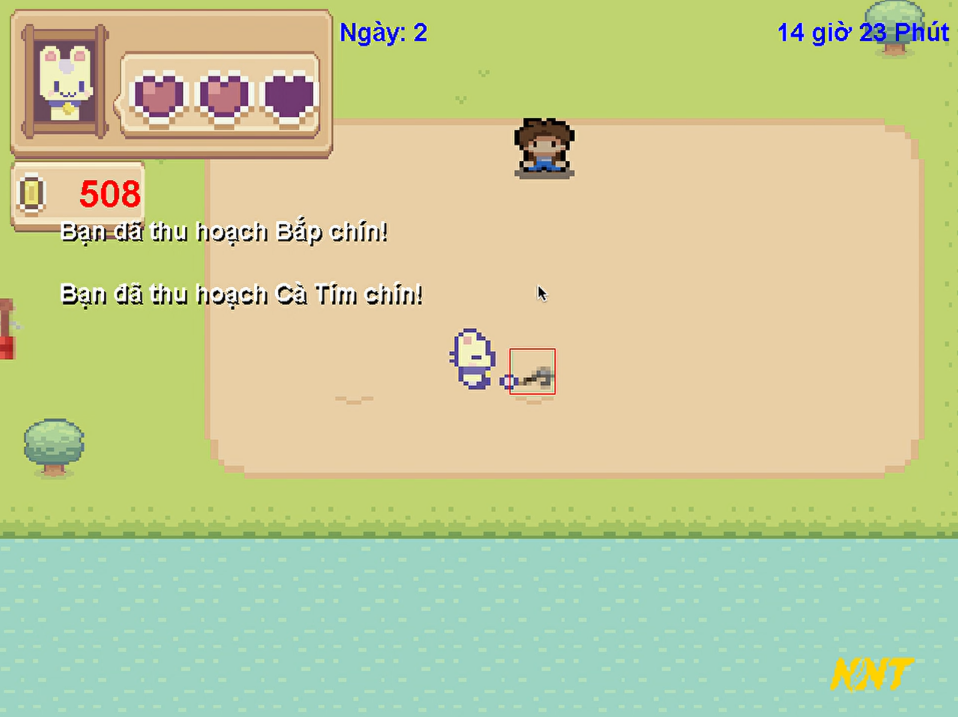 Ngày: 2
14 giờ 23 Phút
508
Bạn đã thu hoạch Bắp chín!
Bạn đã thu hoạch Cà Tím chín!
NNT